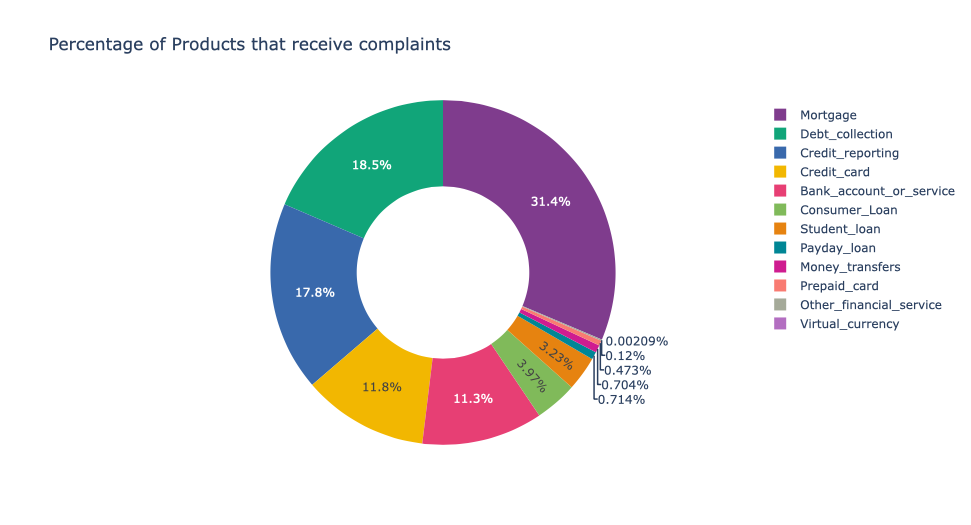 Percentage of Products that receive complaints
31.4%
18.5%
17.8%
11.8%
11.3%
3.97%
3.23%
0.00209%
0.12%
0.473%
0.704%
0.714%
Mortgage
Debt_collection
Credit_reporting
Credit_card
Bank_account_or_service
Consumer_Loan
Student_loan
Payday_loan
Money_transfers
Prepaid_card
Other_financial_service
Virtual_currency